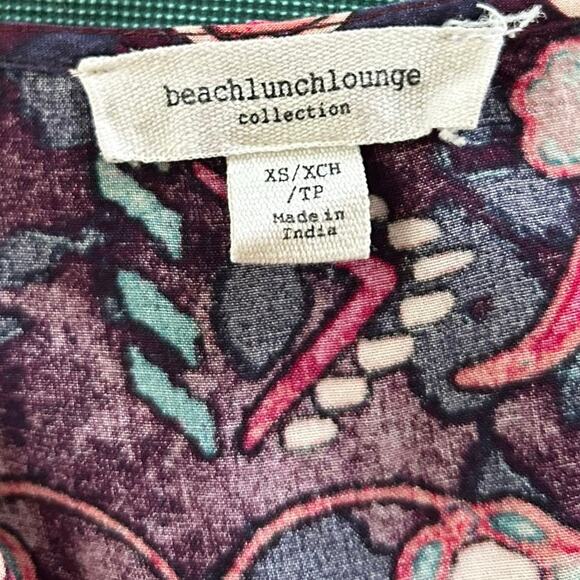 beachlunchlounge
collection
XS/XCH
/TP
Made in
India